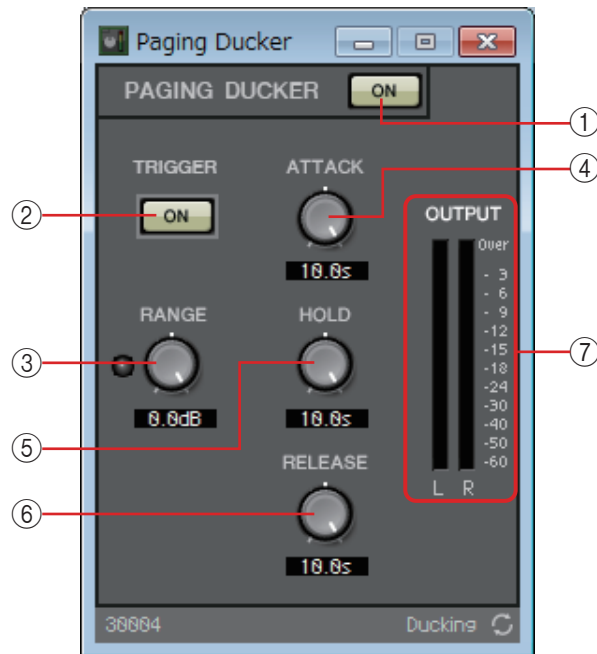 Paging Ducker
PAGING DUCKER ON
①
TRIGGER ATTACK
④
② ON
OUTPUT
10.0s
Over
- 3
- 6
- 9
-12
-15
-18
-24
-30
-40
-50
-60
L R
⑦
RANGE HOLD
③
0.0dB 10.0s
⑤
RELEASE
⑥
10.0s
30004 Ducking